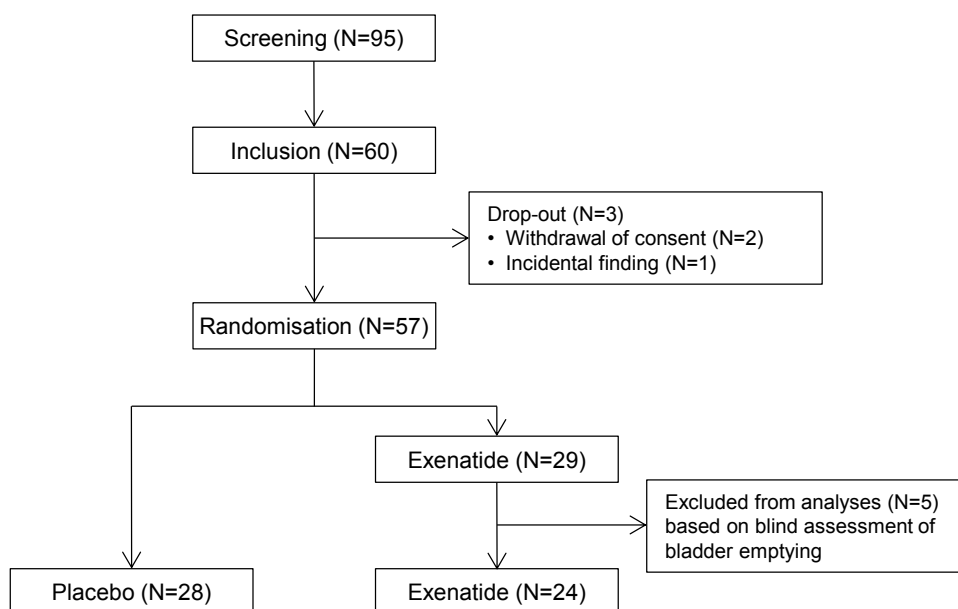 Screening (N=95)
Inclusion (N=60)
Drop-out (N=3)
• Withdrawal of consent (N=2)
• Incidental finding (N=1)
Randomisation (N=57)
Exenatide (N=29)
Excluded from analyses (N=5)
based on blind assessment of
bladder emptying
Placebo (N=28)
Exenatide (N=24)